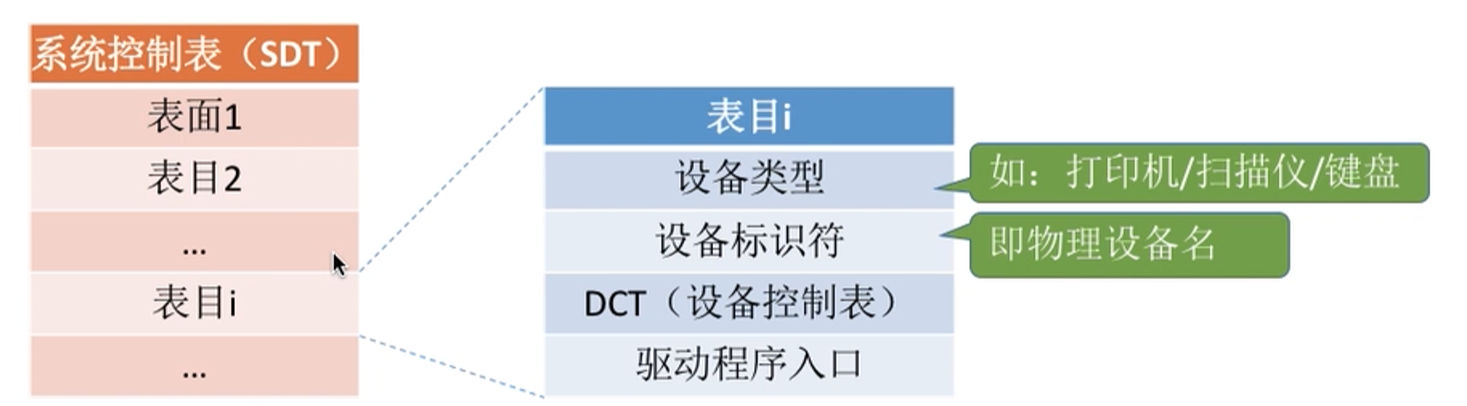 系统控制表（SDT）
表面1
表目2
...
表目i
...
表目i
设备类型
设备标识符
DCT（设备控制表）
驱动程序入口
如：打印机/扫描仪/键盘
即物理设备名